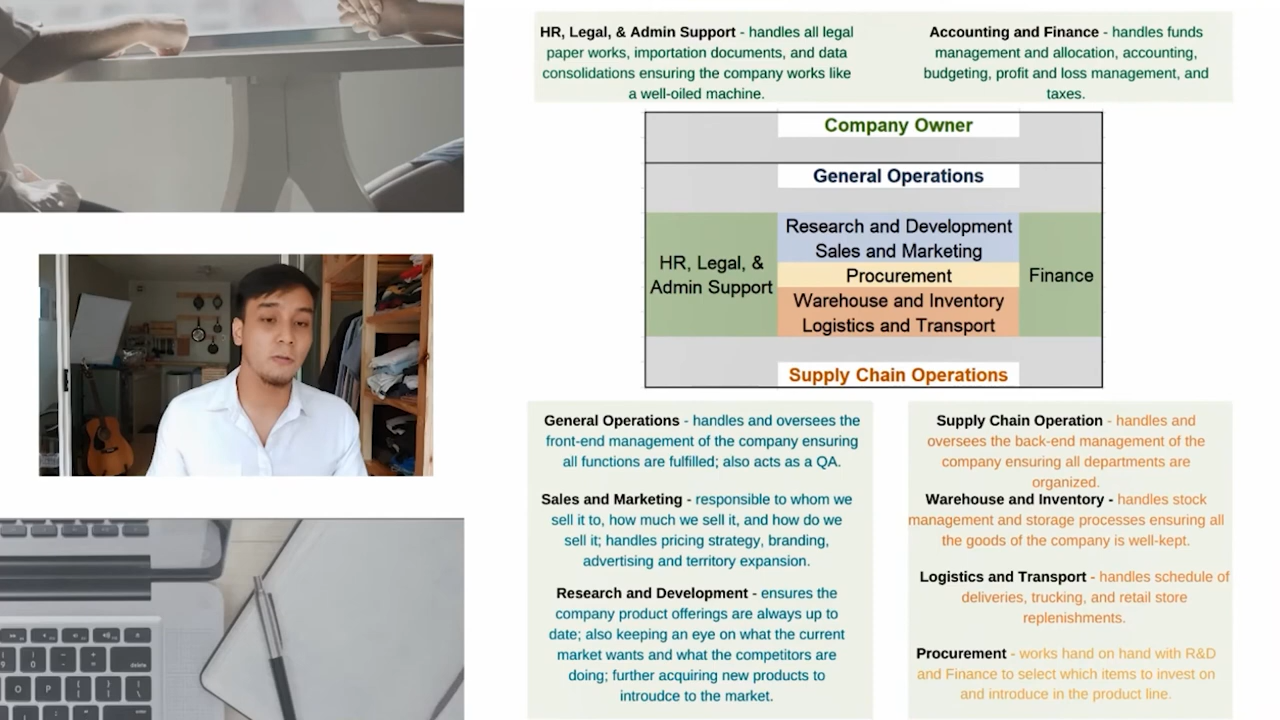 HR, Legal, & Admin Support - handles all legal
paper works, importation documents, and data
consolidations ensuring the company works like
a well-oiled machine.
Accounting and Finance - handles funds
management and allocation, accounting,
budgeting, profit and loss management, and
taxes.
Company Owner
General Operations
HR, Legal, &
Admin Support
Research and Development
Sales and Marketing
Procurement
Warehouse and Inventory
Logistics and Transport
Finance
Supply Chain Operations
General Operations - handles and oversees the
front-end management of the company ensuring
all functions are fulfilled; also acts as a QA.
Sales and Marketing - responsible to whom we
sell it to, how much we sell it, and how do we
sell it; handles pricing strategy, branding,
advertising and territory expansion.
Research and Development - ensures the
company product offerings are always up to
date; also keeping an eye on what the current
market wants and what the competitors are
doing; further acquiring new products to
introudce to the market.
Supply Chain Operation - handles and
oversees the back-end management of the
company ensuring all departments are
organized.
Warehouse and Inventory - handles stock
management and storage processes ensuring all
the goods of the company is well-kept.
Logistics and Transport - handles schedule of
deliveries, trucking, and retail store
replenishments.
Procurement - works hand on hand with R&D
and Finance to select which items to invest on
and introduce in the product line.
delete
O P